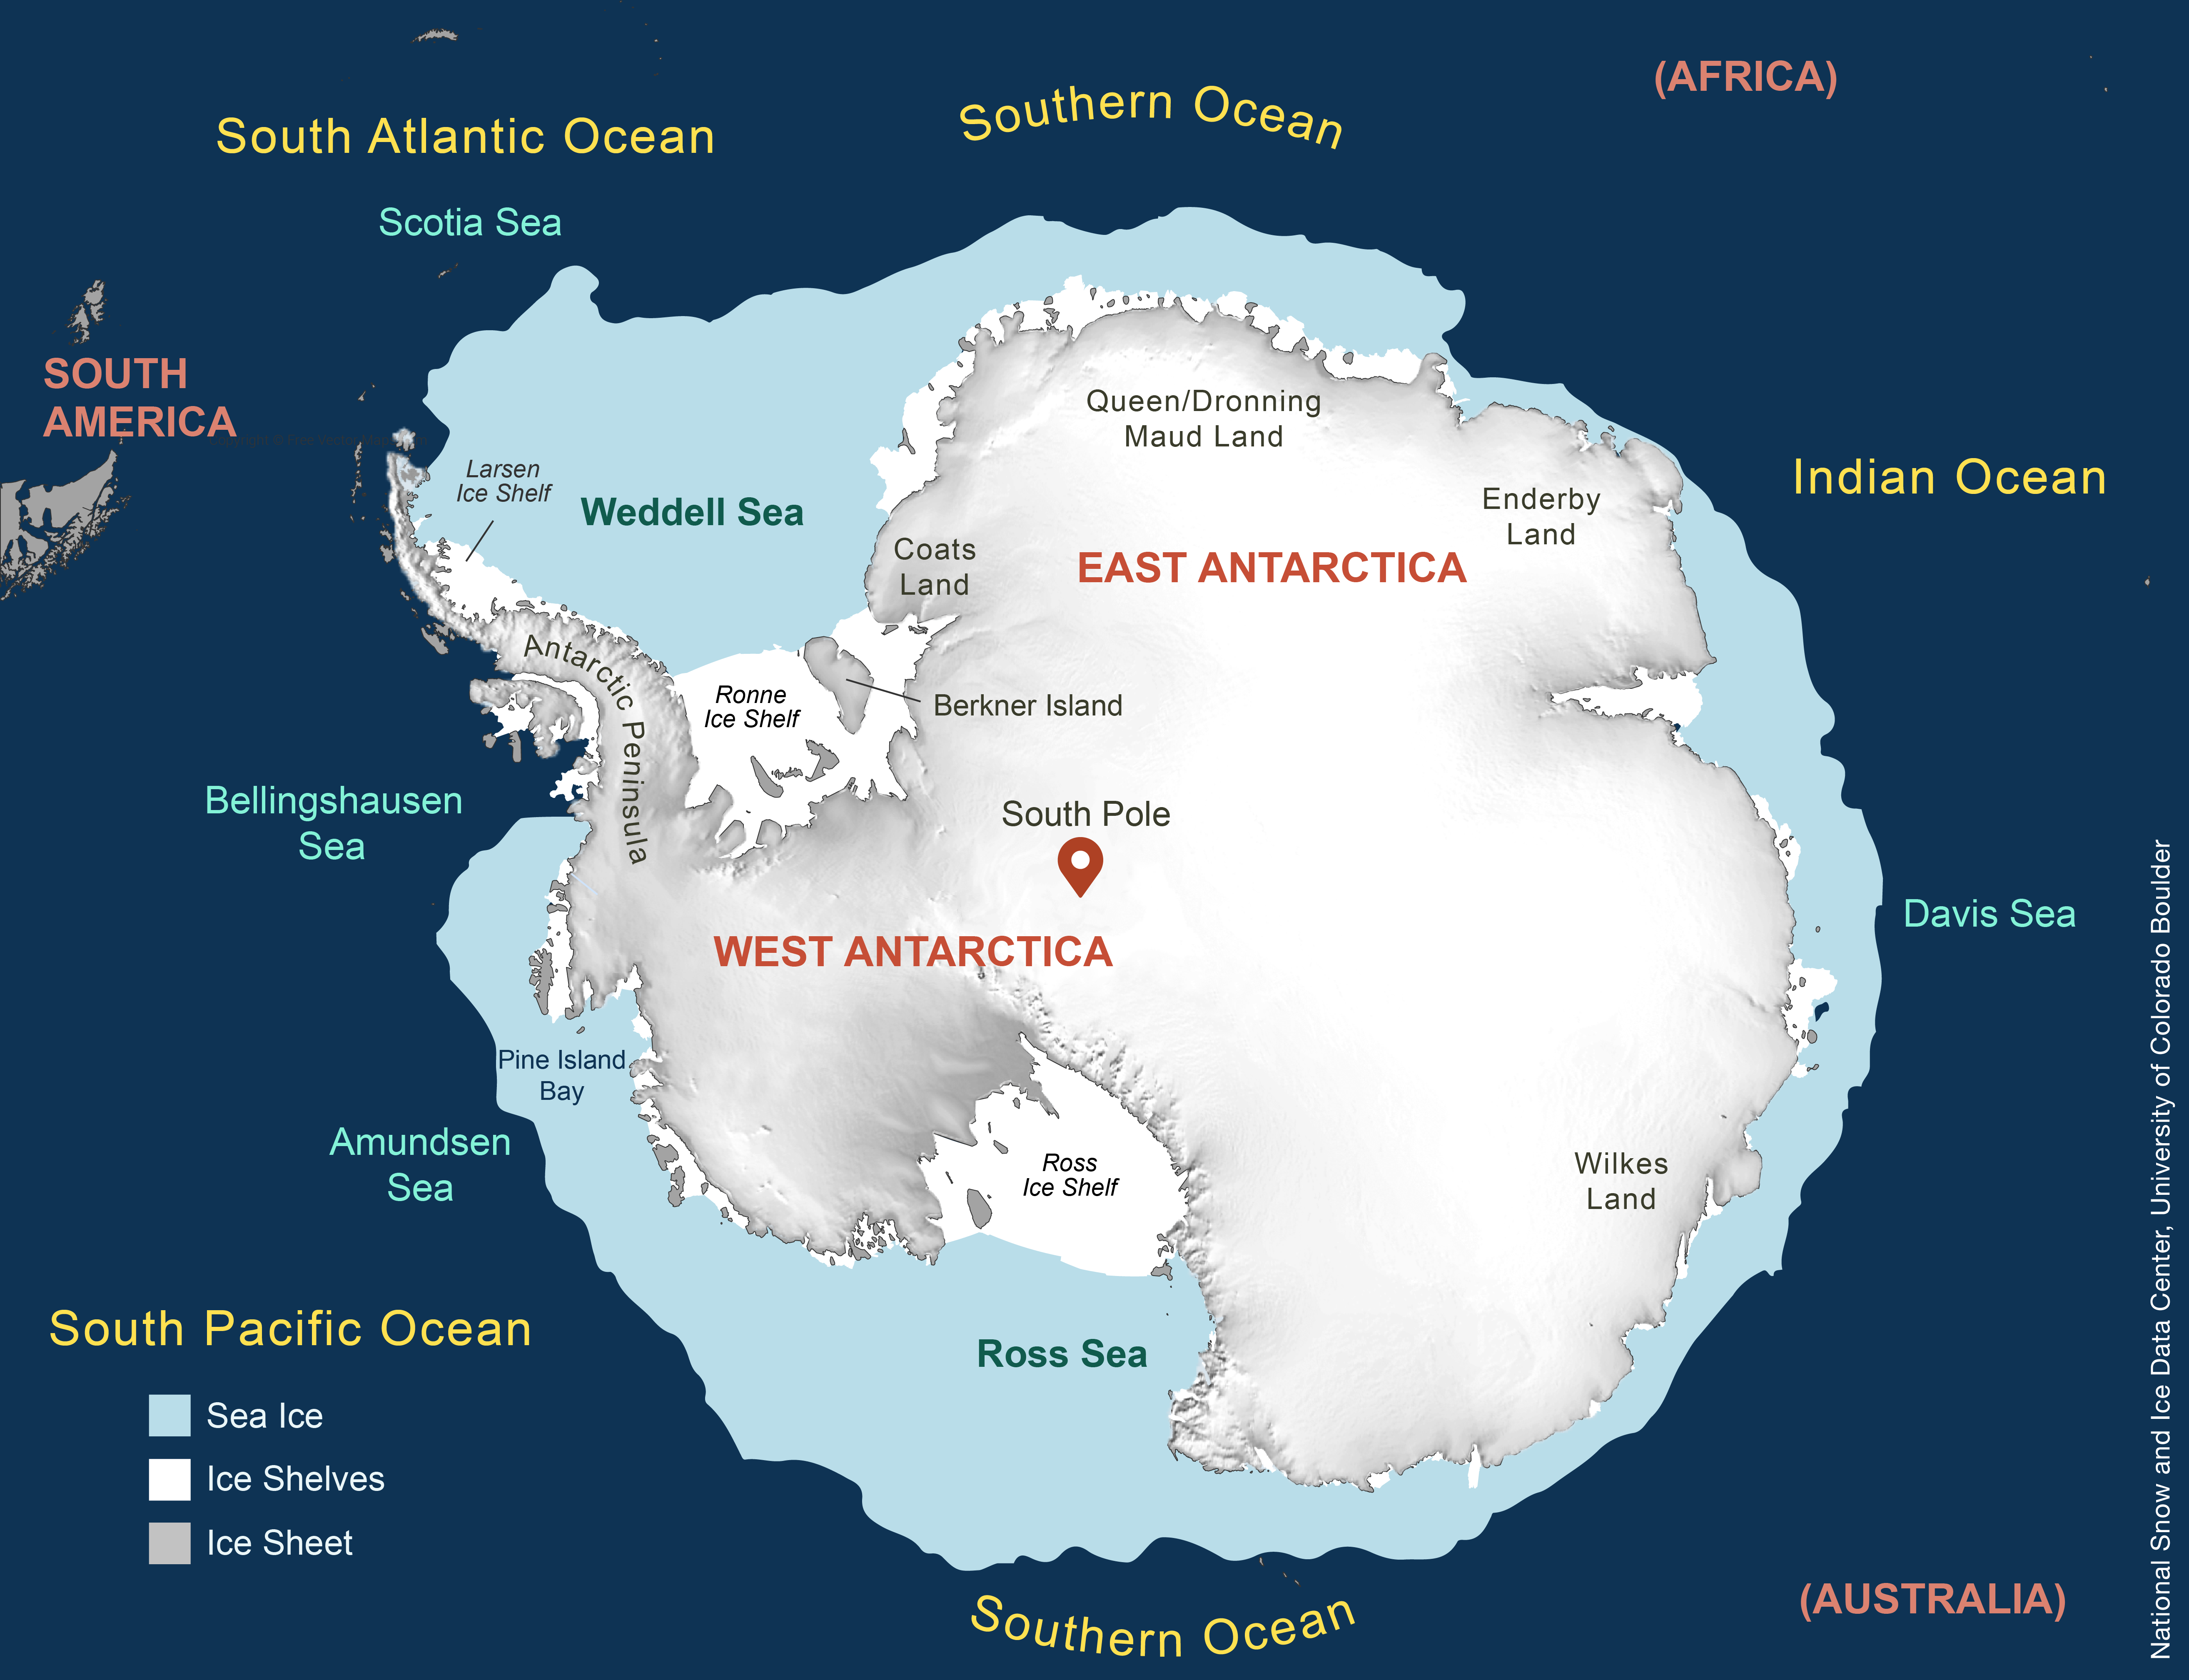 (AFRICA)
Southern Ocean
South Atlantic Ocean
Scotia Sea
SOUTH
AMERICA
Larsen
Ice Shelf
Weddell Sea
Queen/Dronning
Maud Land
Enderby
Land
Indian Ocean
Coats
Land
EAST ANTARCTICA
Antarctic Peninsula
Ronne
Ice Shelf
Berkner Island
Bellingshausen
Sea
South Pole
Davis Sea
WEST ANTARCTICA
Pine Island
Bay
Amundsen
Sea
Ross
Ice Shelf
Wilkes
Land
South Pacific Ocean
Ross Sea
Sea Ice
Ice Shelves
Ice Sheet
Southern Ocean
(AUSTRALIA)
National Snow and Ice Data Center, University of Colorado Boulder